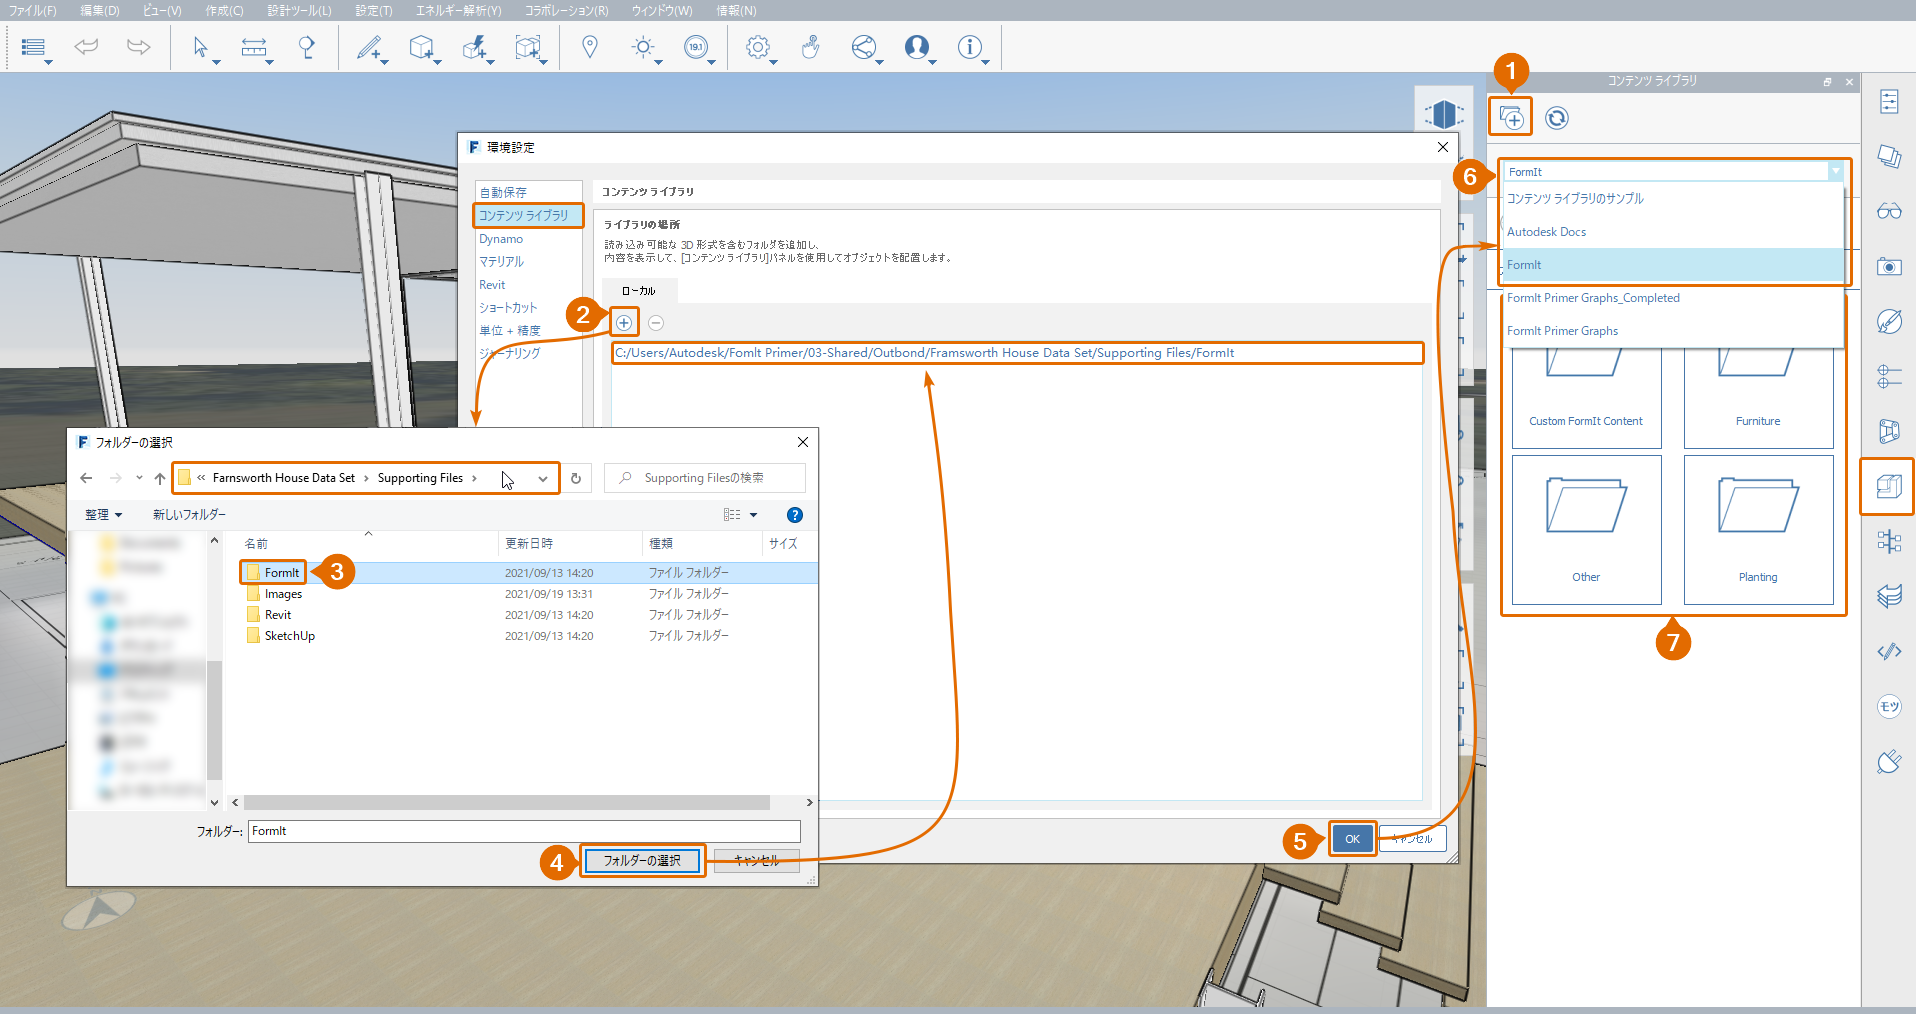 ファイル(F)
編集(D)
ビュー(V)
作成(C)
設計ツール(L)
設定(T)
エネルギー解析(Y)
コラボレーション(R)
ウィンドウ(W)
情報(N)
19.1
1
コンテンツ ライブラリ
6
FormIt
コンテンツ ライブラリのサンプル
Autodesk Docs
FormIt
FormIt Primer Graphs_Completed
FormIt Primer Graphs
Custom FormIt Content
Furniture
Other
Planting
7
モツ
F 環境設定
自動保存
コンテンツ ライブラリ
Dynamo
マテリアル
Revit
ショートカット
単位 + 精度
ジャーナリング
コンテンツ ライブラリ
ライブラリの場所
読み込み可能な 3D 形式を含むフォルダを追加し、
内容を表示して、[コンテンツ ライブラリ]パネルを使用してオブジェクトを配置します。
ローカル
2
C:/Users/Autodesk/FomIt Primer/03-Shared/Outbond/Framsworth House Data Set/Supporting Files/FormIt
5
OK
キャンセル
F フォルダーの選択
« Farnsworth House Data Set › Supporting Files ›
Supporting Filesの検索
整理
新しいフォルダー
?
名前
更新日時
種類
サイズ
FormIt
3
2021/09/13 14:20
ファイル フォルダー
Images
2021/09/19 13:31
ファイル フォルダー
Revit
2021/09/13 14:20
ファイル フォルダー
SketchUp
2021/09/13 14:20
ファイル フォルダー
フォルダー:
FormIt
4
フォルダーの選択
キャンセル